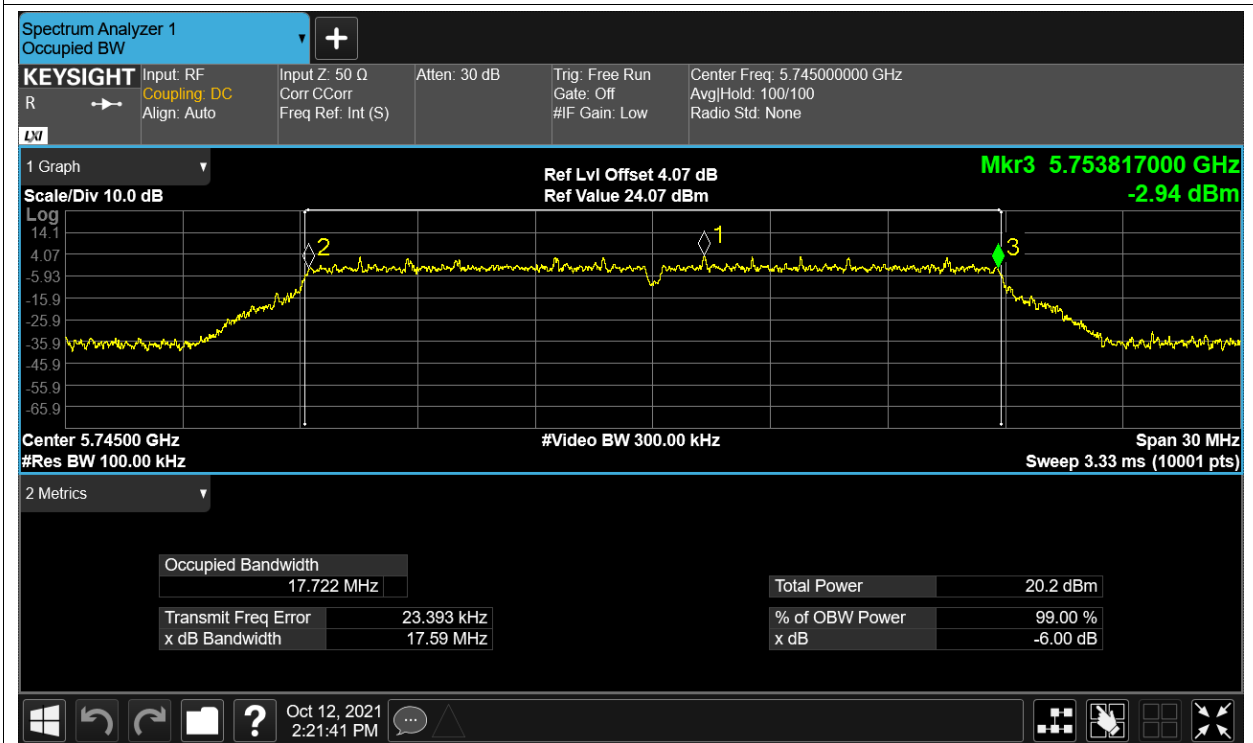 Spectrum Analyzer 1
Occupied BW
KEYSIGHT
R
LXI
Input: RF
Coupling: DC
Align: Auto
Input Z: 50 Ω
Corr CCorr
Freq Ref: Int (S)
Atten: 30 dB
Trig: Free Run
Gate: Off
#IF Gain: Low
Center Freq: 5.745000000 GHz
Avg|Hold: 100/100
Radio Std: None
1 Graph
Scale/Div 10.0 dB
Ref Lvl Offset 4.07 dB
Ref Value 24.07 dBm
Mkr3 5.753817000 GHz
-2.94 dBm
Log
14.1
4.07
-5.93
-15.9
-25.9
-35.9
-45.9
-55.9
-65.9
2
1
3
Center 5.74500 GHz
#Video BW 300.00 kHz
Span 30 MHz
#Res BW 100.00 kHz
Sweep 3.33 ms (10001 pts)
2 Metrics
Occupied Bandwidth
17.722 MHz
Transmit Freq Error 23.393 kHz
x dB Bandwidth 17.59 MHz
Total Power 20.2 dBm
% of OBW Power 99.00 %
x dB -6.00 dB
?
Oct 12, 2021
2:21:41 PM